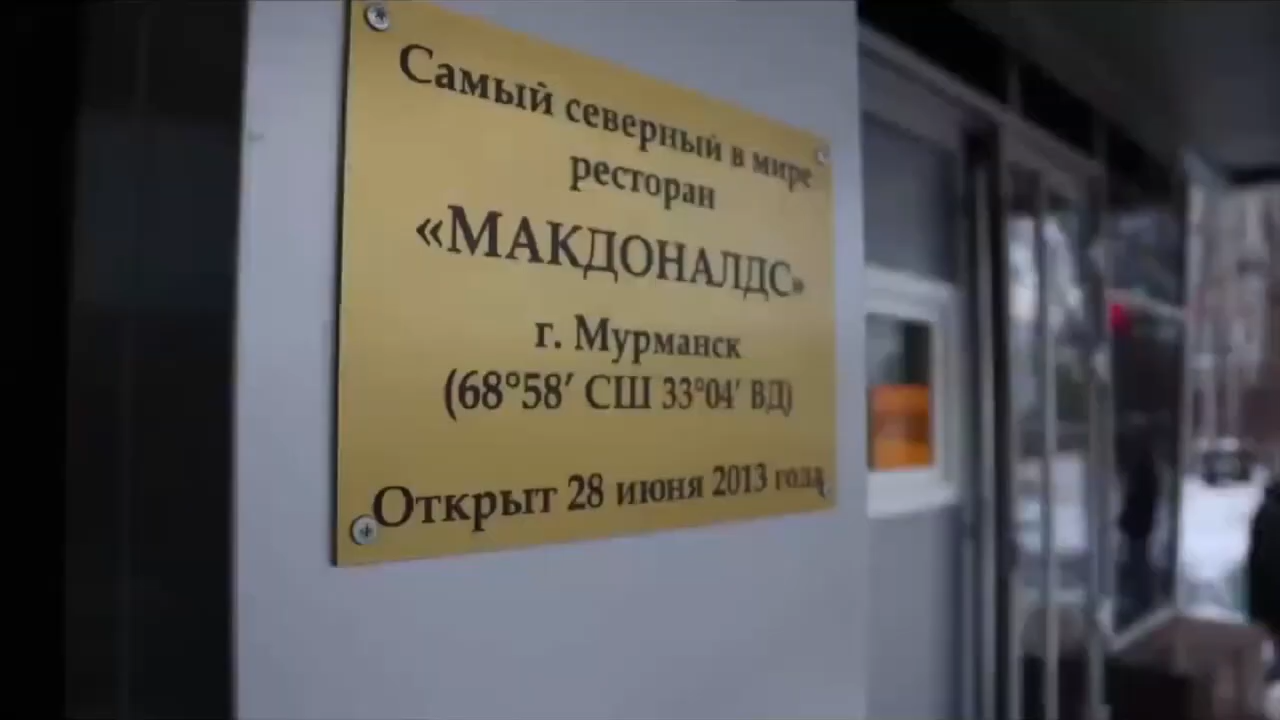 Самый северный в мире
ресторан
«МАКДОНАЛДС»
г. Мурманск
(68°58′ СШ 33°04′ ВД)
Открыт 28 июня 2013 года